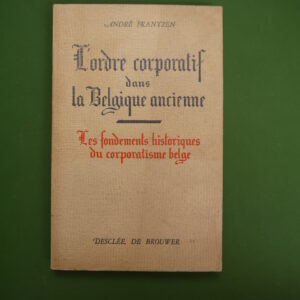 ANDRÉ FRANTZEN
L'ordre corporatif
dans
la Belgique ancienne
Les fondements historiques
du corporatisme belge
DESCLÉE, DE BROUWER